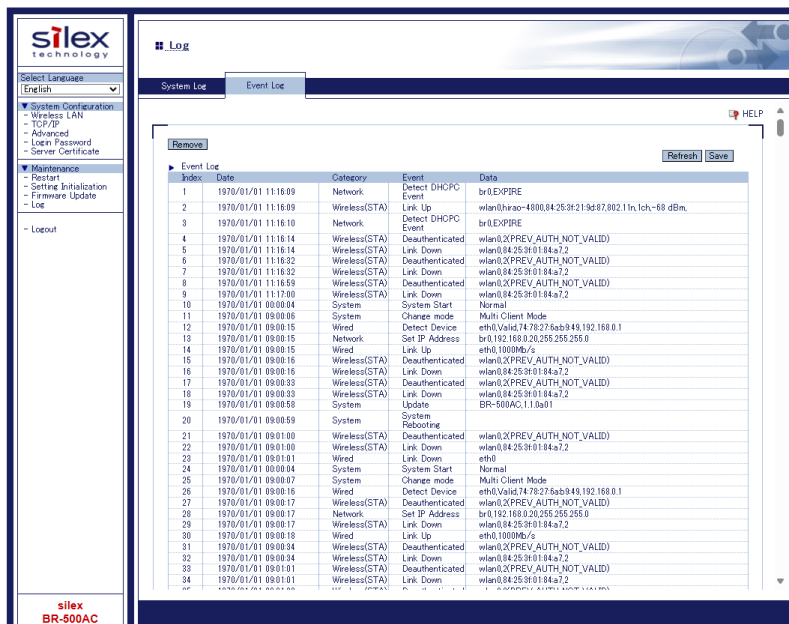 silex
technology
Log
Select Language
English
System Log
Event Log
▼ System Configuration
- Wireless LAN
- TCP/IP
- Advanced
- Login Password
- Server Certificate
▼ Maintenance
- Restart
- Setting Initialization
- Firmware Update
- Log
- Logout
HELP
Remove
Refresh Save
Event Log
Index Date Category Event Data
1 1970/01/01 11:16:09 Network Detect DHCPC Event br0,EXPIRE
2 1970/01/01 11:16:09 Wireless(STA) Link Up wlan0,hirao-4800,84:25:3f:21:9d:87,802.11n,1ch,-68 dBm,
3 1970/01/01 11:16:10 Network Detect DHCPC Event br0,EXPIRE
4 1970/01/01 11:16:14 Wireless(STA) Deauthenticated wlan0,2(PREV_AUTH_NOT_VALID)
5 1970/01/01 11:16:14 Wireless(STA) Link Down wlan0,84:25:3f:01:84:a7,2
6 1970/01/01 11:16:32 Wireless(STA) Deauthenticated wlan0,2(PREV_AUTH_NOT_VALID)
7 1970/01/01 11:16:32 Wireless(STA) Link Down wlan0,84:25:3f:01:84:a7,2
8 1970/01/01 11:16:59 Wireless(STA) Deauthenticated wlan0,2(PREV_AUTH_NOT_VALID)
9 1970/01/01 11:17:00 Wireless(STA) Link Down wlan0,84:25:3f:01:84:a7,2
10 1970/01/01 00:00:04 System System Start Normal
11 1970/01/01 09:00:06 System Change mode Multi Client Mode
12 1970/01/01 09:00:15 Wired Detect Device eth0,Valid,74:78:27:6a:b9:49,192.168.0.1
13 1970/01/01 09:00:15 Network Set IP Address br0,192.168.0.20,255.255.255.0
14 1970/01/01 09:00:15 Wired Link Up eth0,1000Mb/s
15 1970/01/01 09:00:16 Wireless(STA) Deauthenticated wlan0,2(PREV_AUTH_NOT_VALID)
16 1970/01/01 09:00:16 Wireless(STA) Link Down wlan0,84:25:3f:01:84:a7,2
17 1970/01/01 09:00:33 Wireless(STA) Deauthenticated wlan0,2(PREV_AUTH_NOT_VALID)
18 1970/01/01 09:00:33 Wireless(STA) Link Down wlan0,84:25:3f:01:84:a7,2
19 1970/01/01 09:00:58 System Update BR-500AC,1.1.0a01
20 1970/01/01 09:00:59 System System Rebooting
21 1970/01/01 09:01:00 Wireless(STA) Deauthenticated wlan0,2(PREV_AUTH_NOT_VALID)
22 1970/01/01 09:01:00 Wireless(STA) Link Down wlan0,84:25:3f:01:84:a7,2
23 1970/01/01 09:01:01 Wired Link Down eth0
24 1970/01/01 00:00:04 System System Start Normal
25 1970/01/01 09:00:07 System Change mode Multi Client Mode
26 1970/01/01 09:00:16 Wired Detect Device eth0,Valid,74:78:27:6a:b9:49,192.168.0.1
27 1970/01/01 09:00:17 Wireless(STA) Deauthenticated wlan0,2(PREV_AUTH_NOT_VALID)
28 1970/01/01 09:00:17 Network Set IP Address br0,192.168.0.20,255.255.255.0
29 1970/01/01 09:00:17 Wireless(STA) Link Down wlan0,84:25:3f:01:84:a7,2
30 1970/01/01 09:00:18 Wired Link Up eth0,1000Mb/s
31 1970/01/01 09:00:34 Wireless(STA) Deauthenticated wlan0,2(PREV_AUTH_NOT_VALID)
32 1970/01/01 09:00:34 Wireless(STA) Link Down wlan0,84:25:3f:01:84:a7,2
33 1970/01/01 09:01:01 Wireless(STA) Deauthenticated wlan0,2(PREV_AUTH_NOT_VALID)
34 1970/01/01 09:01:01 Wireless(STA) Link Down wlan0,84:25:3f:01:84:a7,2
silex
BR-500AC